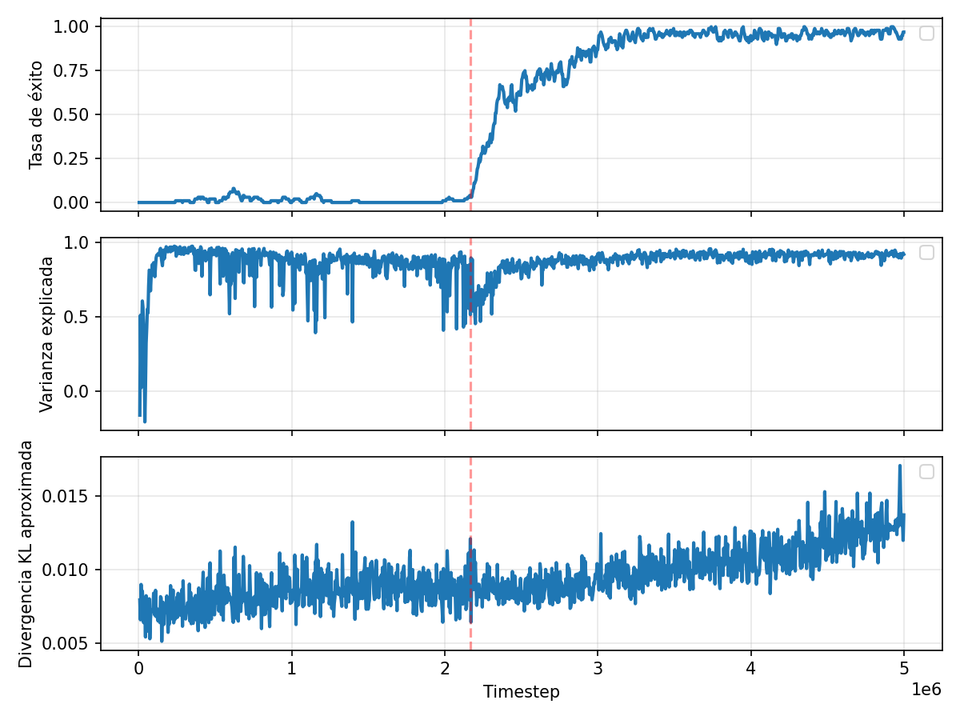 Tasa de éxito
1.00
0.75
0.50
0.25
0.00
Varianza explicada
1.0
0.5
0.0
Divergencia KL aproximada
0.015
0.010
0.005
0 1 2 3 4 5
1e6
Timestep